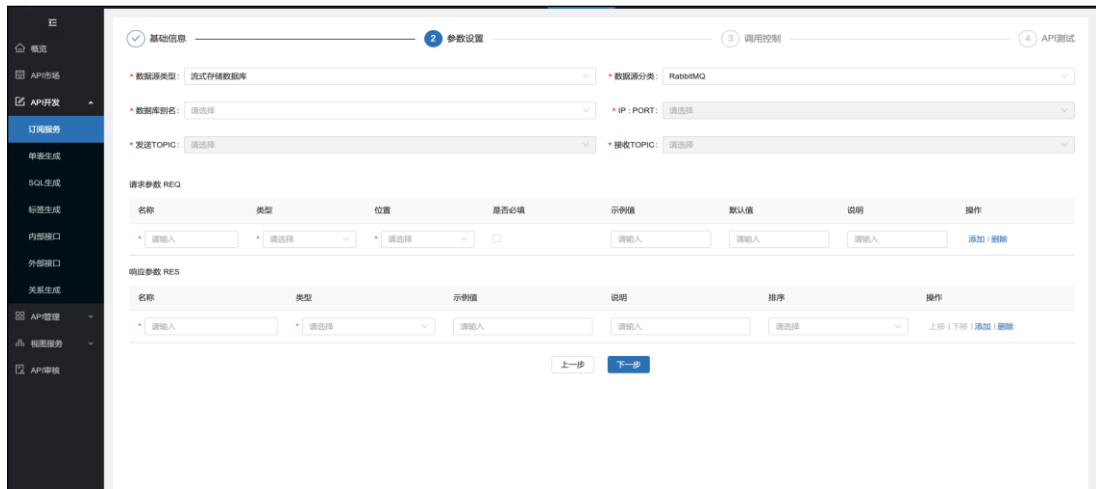 概览
API市场
API开发
订阅服务
单表生成
SQL生成
标签生成
内部接口
外部接口
关系生成
API管理
视图服务
API审核
基础信息 2 参数设置 3 调用控制 4 API测试
* 数据源类型: 流式存储数据库 * 数据源分类: RabbitMQ
* 数据库别名: 请选择 * IP : PORT: 请选择
* 发送TOPIC: 请选择 * 接收TOPIC: 请选择
请求参数 REQ
名称 类型 位置 是否必填 示例值 默认值 说明 操作
* 请输入 * 请选择 * 请选择 请输入 请输入 请输入 添加 | 删除
响应参数 RES
名称 类型 示例值 说明 排序 操作
* 请输入 * 请选择 请输入 请输入 请选择 上移 | 下移 | 添加 | 删除
上一步 下一步